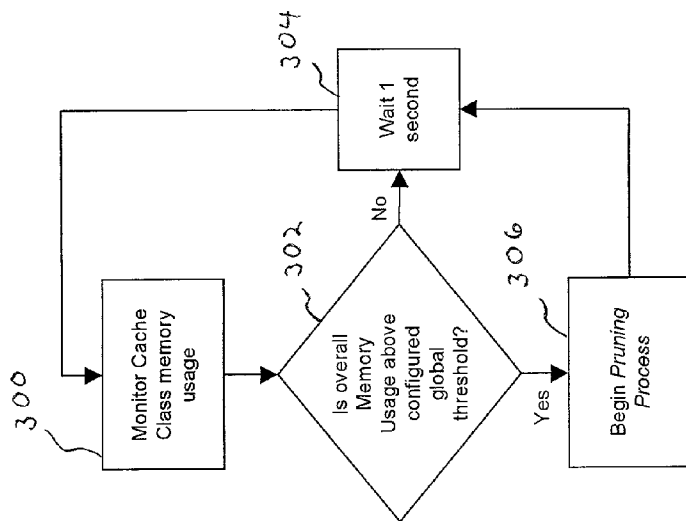 300
Monitor Cache
Class memory
usage
302
Is overall
Memory
Usage above
configured
global
threshold?
No
304
Wait 1
second
Yes
306
Begin Pruning
Process